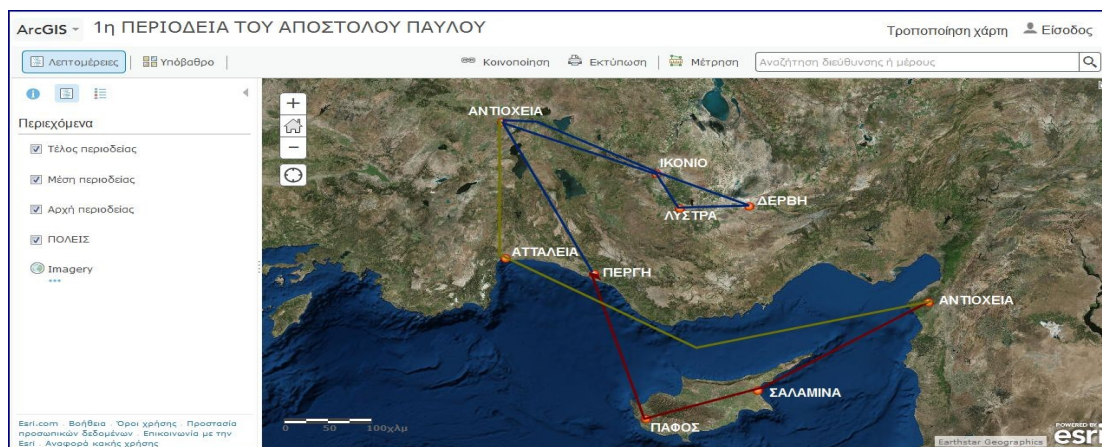 ArcGIS 1η ΠΕΡΙΟΔΕΙΑ ΤΟΥ ΑΠΟΣΤΟΛΟΥ ΠΑΥΛΟΥ
Τροποποίηση χάρτη Είσοδος
Λεπτομέρειες Υπόβαθρο Κοινοποίηση Εκτύπωση Μέτρηση Αναζήτηση διεύθυνσης ή μέρους
Περιεχόμενα
Τέλος περιοδείας
Μέση περιοδείας
Αρχή περιοδείας
ΠΟΛΕΙΣ
Imagery
ΑΝΤΙΟΧΕΙΑ
ΙΚΟΝΙΟ
ΛΥΣΤΡΑ
ΔΕΡΒΗ
ΑΤΤΑΛΕΙΑ
ΠΕΡΓΗ
ΑΝΤΙΟΧΕΙΑ
ΣΑΛΑΜΙΝΑ
ΠΑΦΟΣ
0 50 100χλμ
Esri.com . Βοήθεια . Όροι χρήσης . Προστασία
προσωπικών δεδομένων . Επικοινωνία με την
Esri . Αναφορά κακής χρήσης
Earthstar Geographics
POWERED BY
esri